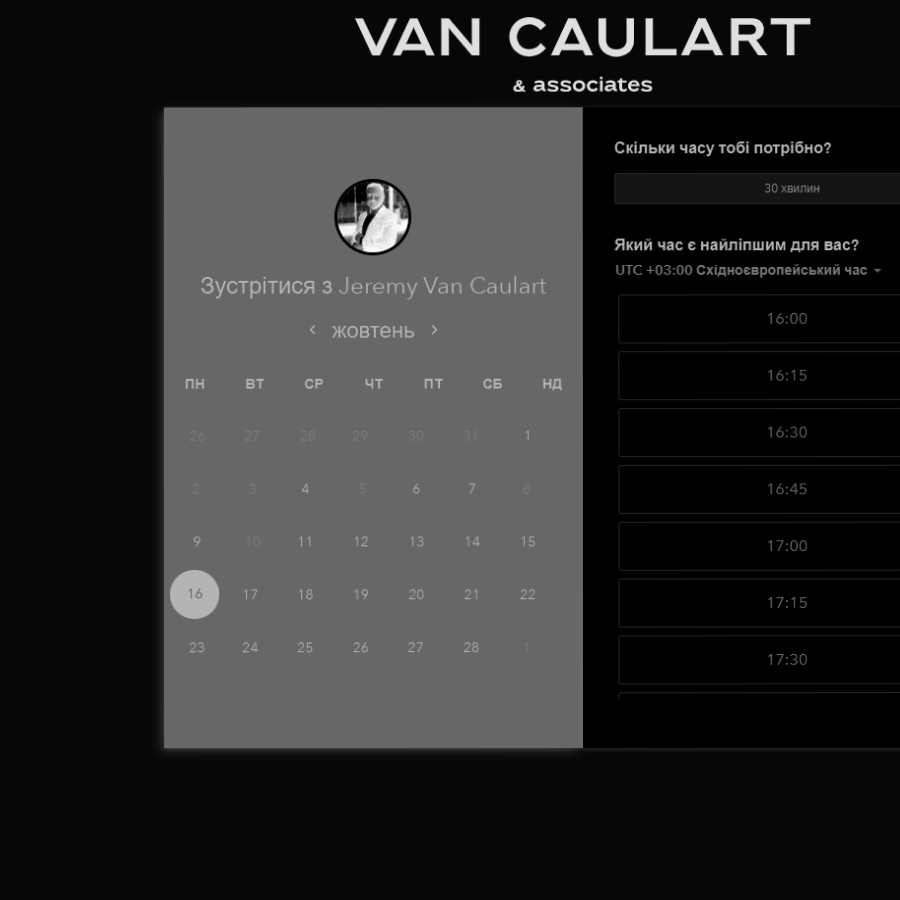 VAN CAULART
& associates
Зустрітися з Jeremy Van Caulart
жовтень
ПН ВТ СР ЧТ ПТ СБ НД
26 27 28 29 30 31 1
2 3 4 5 6 7 8
9 10 11 12 13 14 15
16 17 18 19 20 21 22
23 24 25 26 27 28 1
Скільки часу тобі потрібно?
30 хвилин
Який час є найліпшим для вас?
UTC +03:00 Східноєвропейський час
16:00
16:15
16:30
16:45
17:00
17:15
17:30